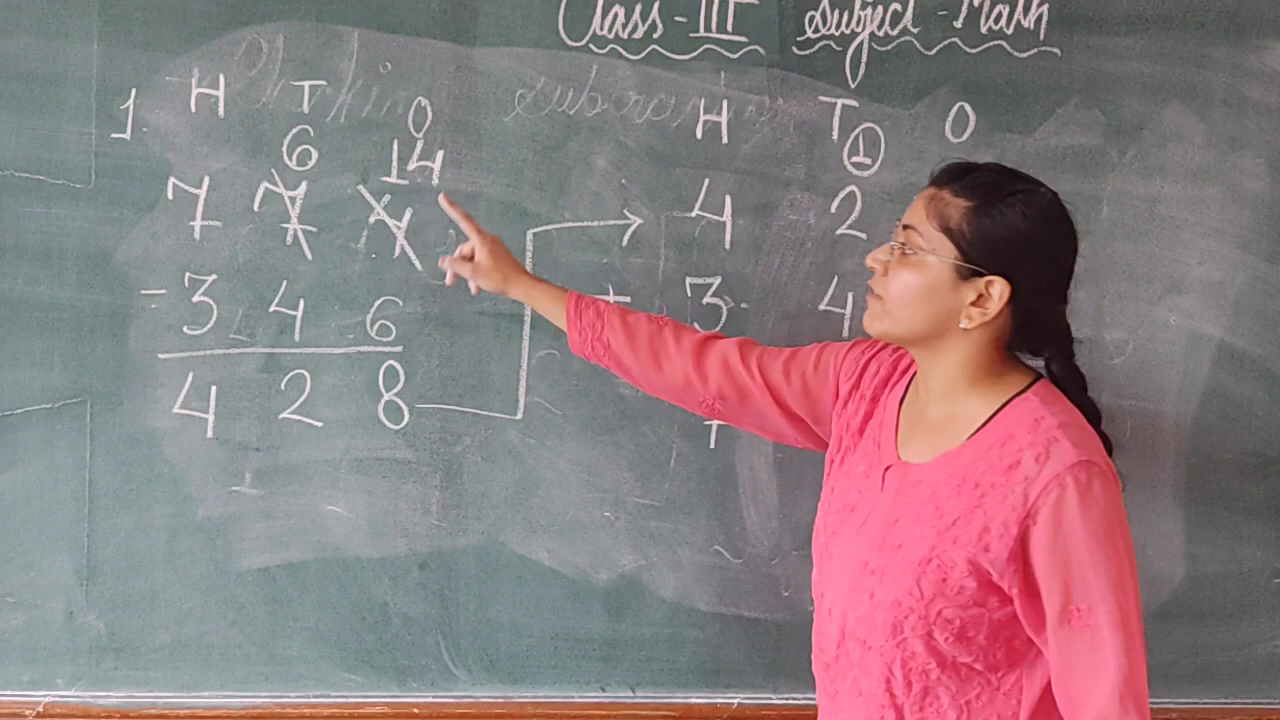 Class-III Subject-Math
1. H T O
6 14
7 7 4
- 3 4 6
4 2 8
H T O
1
4 2
+ 3 4